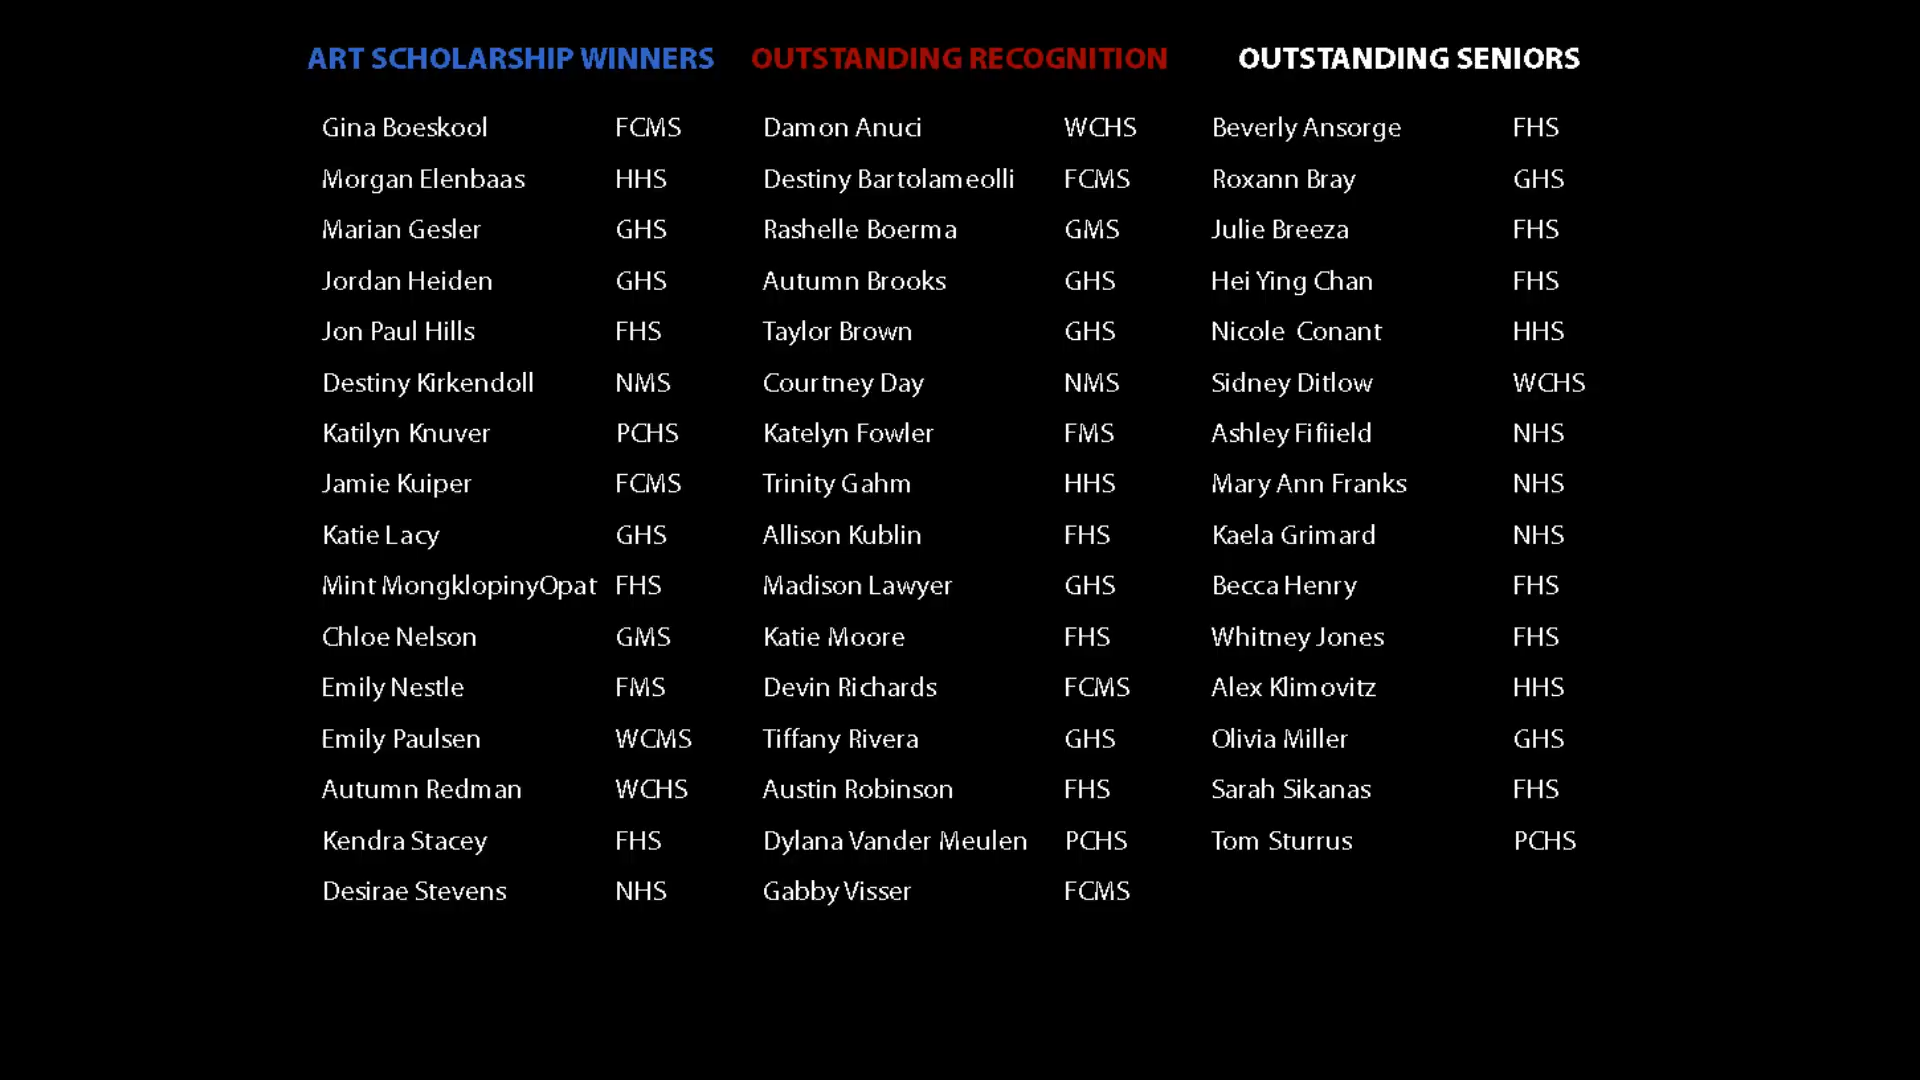 ART SCHOLARSHIP WINNERS OUTSTANDING RECOGNITION OUTSTANDING SENIORS
Gina Boeskool FCMS Damon Anuci WCHS Beverly Ansorge FHS
Morgan Elenbaas HHS Destiny Bartolameolli FCMS Roxann Bray GHS
Marian Gesler GHS Rashelle Boerma GMS Julie Breeza FHS
Jordan Heiden GHS Autumn Brooks GHS Hei Ying Chan FHS
Jon Paul Hills FHS Taylor Brown GHS Nicole Conant HHS
Destiny Kirkendoll NMS Courtney Day NMS Sidney Ditlow WCHS
Katilyn Knuver PCHS Katelyn Fowler FMS Ashley Fifiield NHS
Jamie Kuiper FCMS Trinity Gahm HHS Mary Ann Franks NHS
Katie Lacy GHS Allison Kublin FHS Kaela Grimard NHS
Mint MongklopinyOpat FHS Madison Lawyer GHS Becca Henry FHS
Chloe Nelson GMS Katie Moore FHS Whitney Jones FHS
Emily Nestle FMS Devin Richards FCMS Alex Klimovitz HHS
Emily Paulsen WCMS Tiffany Rivera GHS Olivia Miller GHS
Autumn Redman WCHS Austin Robinson FHS Sarah Sikanas FHS
Kendra Stacey FHS Dylana Vander Meulen PCHS Tom Sturrus PCHS
Desirae Stevens NHS Gabby Visser FCMS